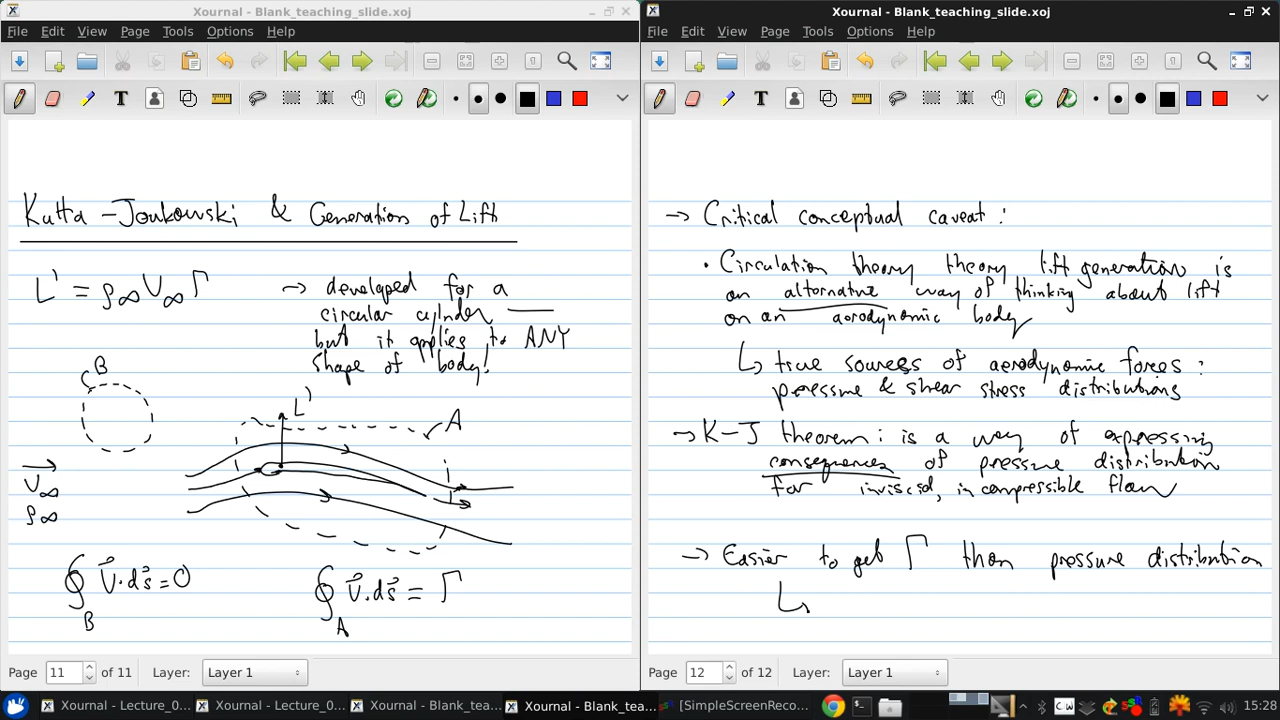 Xournal - Blank_teaching_slide.xoj
File Edit View Page Tools Options Help
Kutta-Joukowski & Generation of Lift
L' = ρ∞ V∞ Γ → developed for a
circular cylinder
but it applies to ANY
shape of body!
B
L'
A
V∞
ρ∞
∮ V⃗·ds⃗ = 0
B
∮ V⃗·ds⃗ = Γ
A
Page 11 of 11 Layer: Layer 1
Xournal - Blank_teaching_slide.xoj
File Edit View Page Tools Options Help
→ Critical conceptual caveat:
• Circulation theory theory lift generation is
an alternative way of thinking about lift
on an aerodynamic body
↳ true sources of aerodynamic forces:
pressure & shear stress distributions
→ K-J theorem: is a way of expressing
consequences of pressure distribution
for inviscid, incompressible flow
→ Easier to get Γ than pressure distribution
↳
Page 12 of 12 Layer: Layer 1
Xournal - Lecture_0... Xournal - Lecture_0... Xournal - Blank_tea... Xournal - Blank_tea... [SimpleScreenReco... 15:28